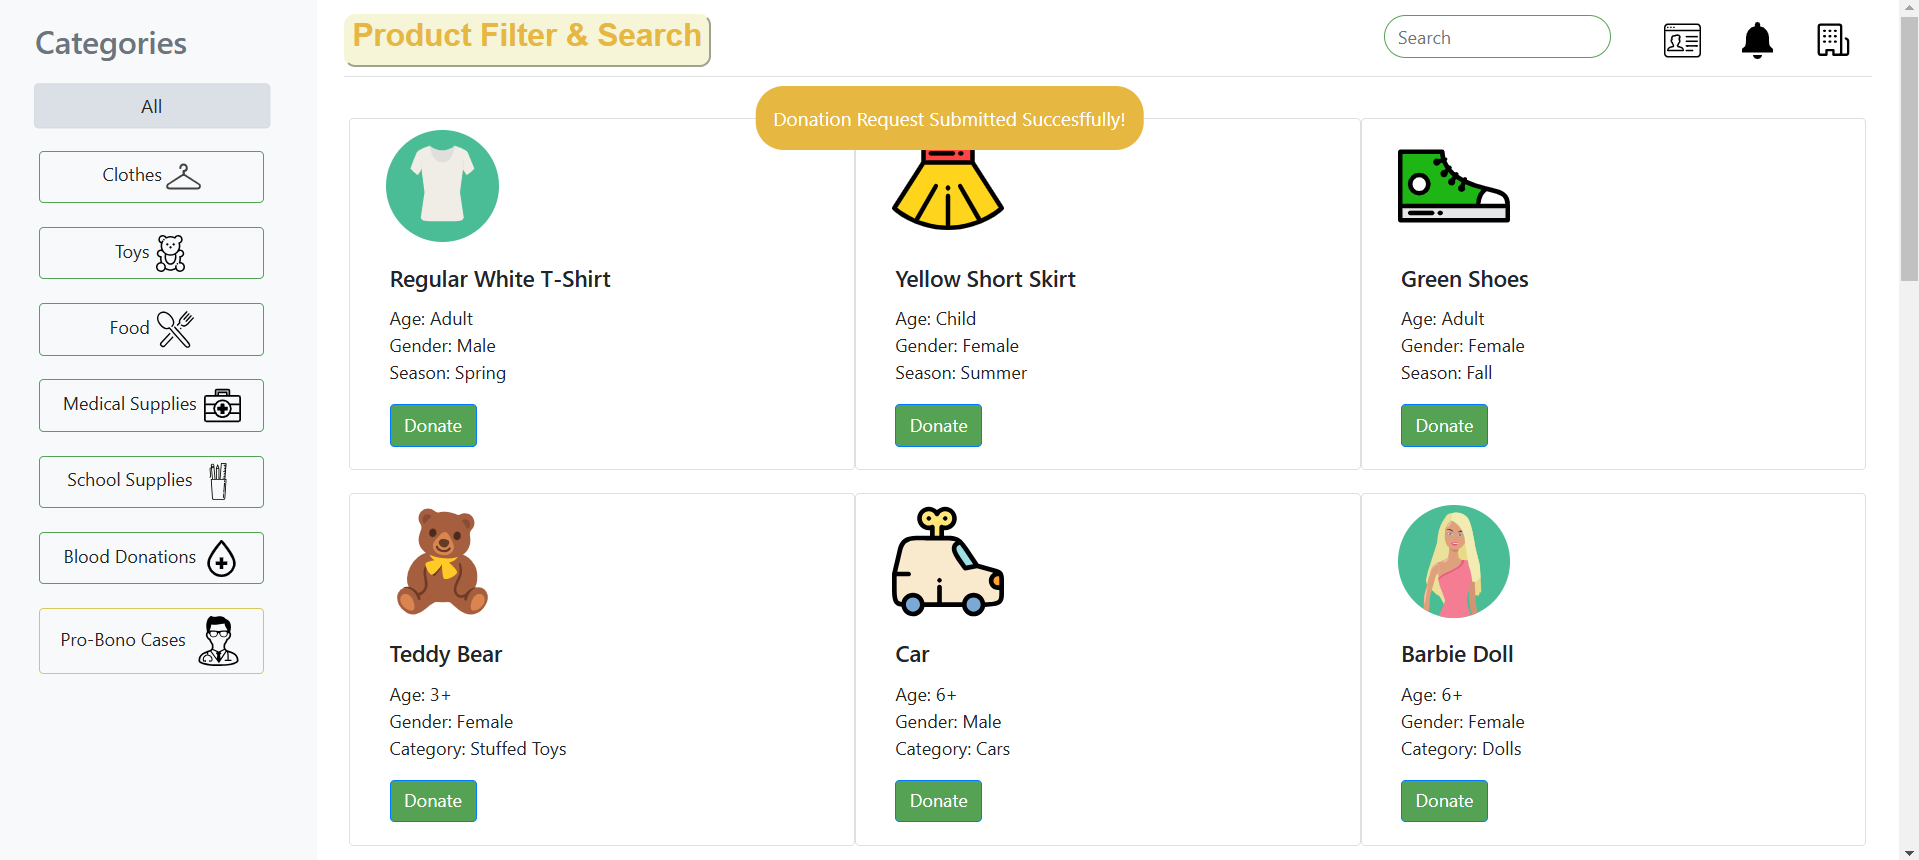 Categories
All
Clothes
Toys
Food
Medical Supplies
School Supplies
Blood Donations
Pro-Bono Cases
Product Filter & Search
Search
Donation Request Submitted Succesffully!
Regular White T-Shirt
Age: Adult
Gender: Male
Season: Spring
Donate
Yellow Short Skirt
Age: Child
Gender: Female
Season: Summer
Donate
Green Shoes
Age: Adult
Gender: Female
Season: Fall
Donate
Teddy Bear
Age: 3+
Gender: Female
Category: Stuffed Toys
Donate
Car
Age: 6+
Gender: Male
Category: Cars
Donate
Barbie Doll
Age: 6+
Gender: Female
Category: Dolls
Donate